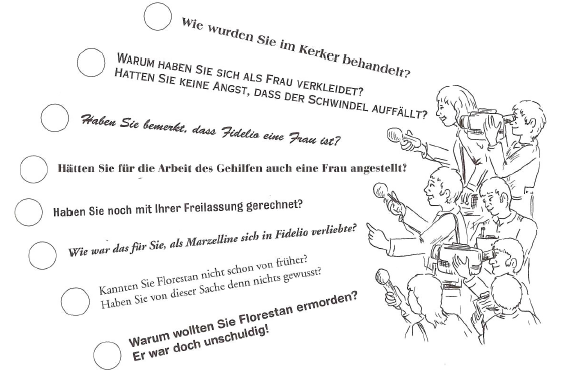 Wie wurden Sie im Kerker behandelt?
Warum haben Sie sich als Frau verkleidet?
Hatten Sie keine Angst, dass der Schwindel auffällt?
Haben Sie bemerkt, dass Fidelio eine Frau ist?
Hätten Sie für die Arbeit des Gehilfen auch eine Frau angestellt?
Haben Sie noch mit Ihrer Freilassung gerechnet?
Wie war das für Sie, als Marzelline sich in Fidelio verliebte?
Kannten Sie Florestan nicht schon von früher?
Haben Sie von dieser Sache denn nichts gewusst?
Warum wollten Sie Florestan ermorden?
Er war doch unschuldig!